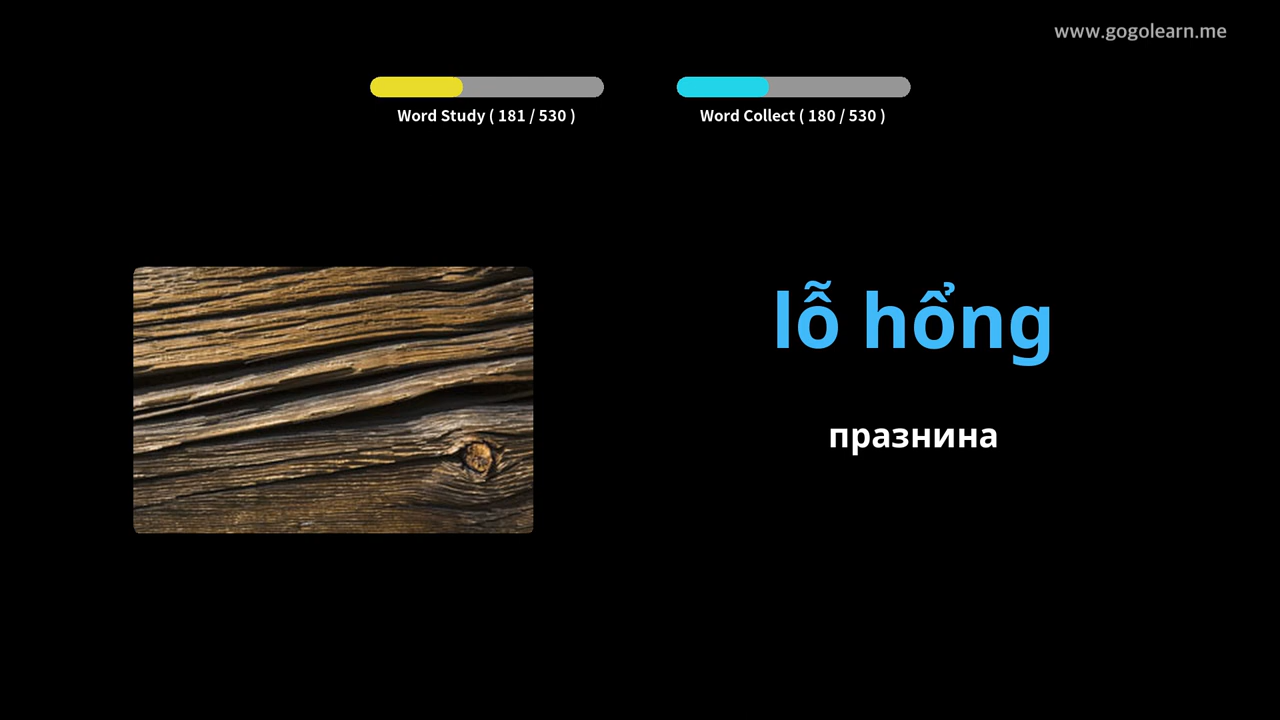 www.gogolearn.me
Word Study ( 181 / 530 )
Word Collect ( 180 / 530 )
lỗ hổng
празнина